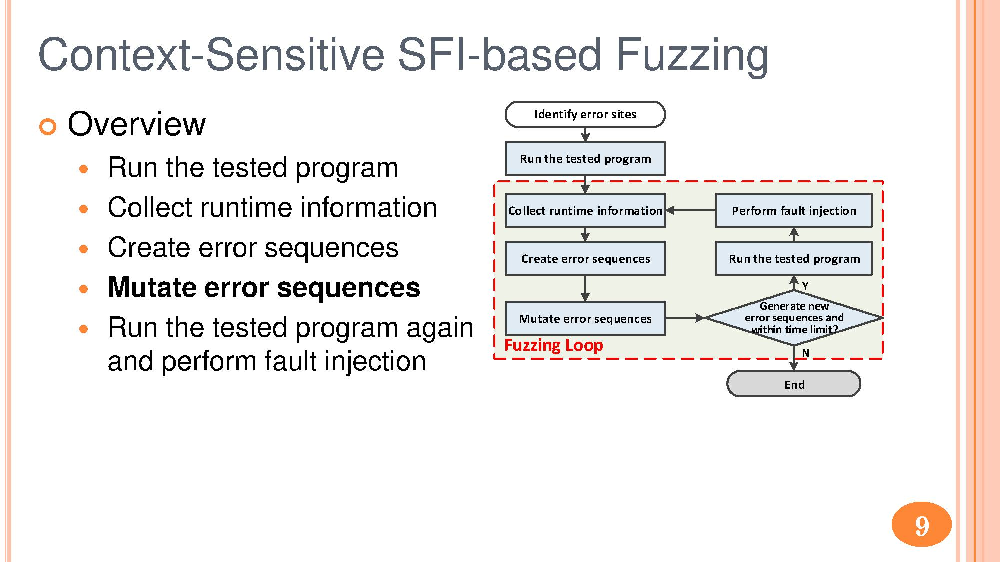 Context-Sensitive SFI-based Fuzzing
Overview
Run the tested program
Collect runtime information
Create error sequences
Mutate error sequences
Run the tested program again
and perform fault injection
Identify error sites
Run the tested program
Collect runtime information
Perform fault injection
Create error sequences
Run the tested program
Y
Generate new
error sequences and
within time limit?
Mutate error sequences
Fuzzing Loop
N
End
9